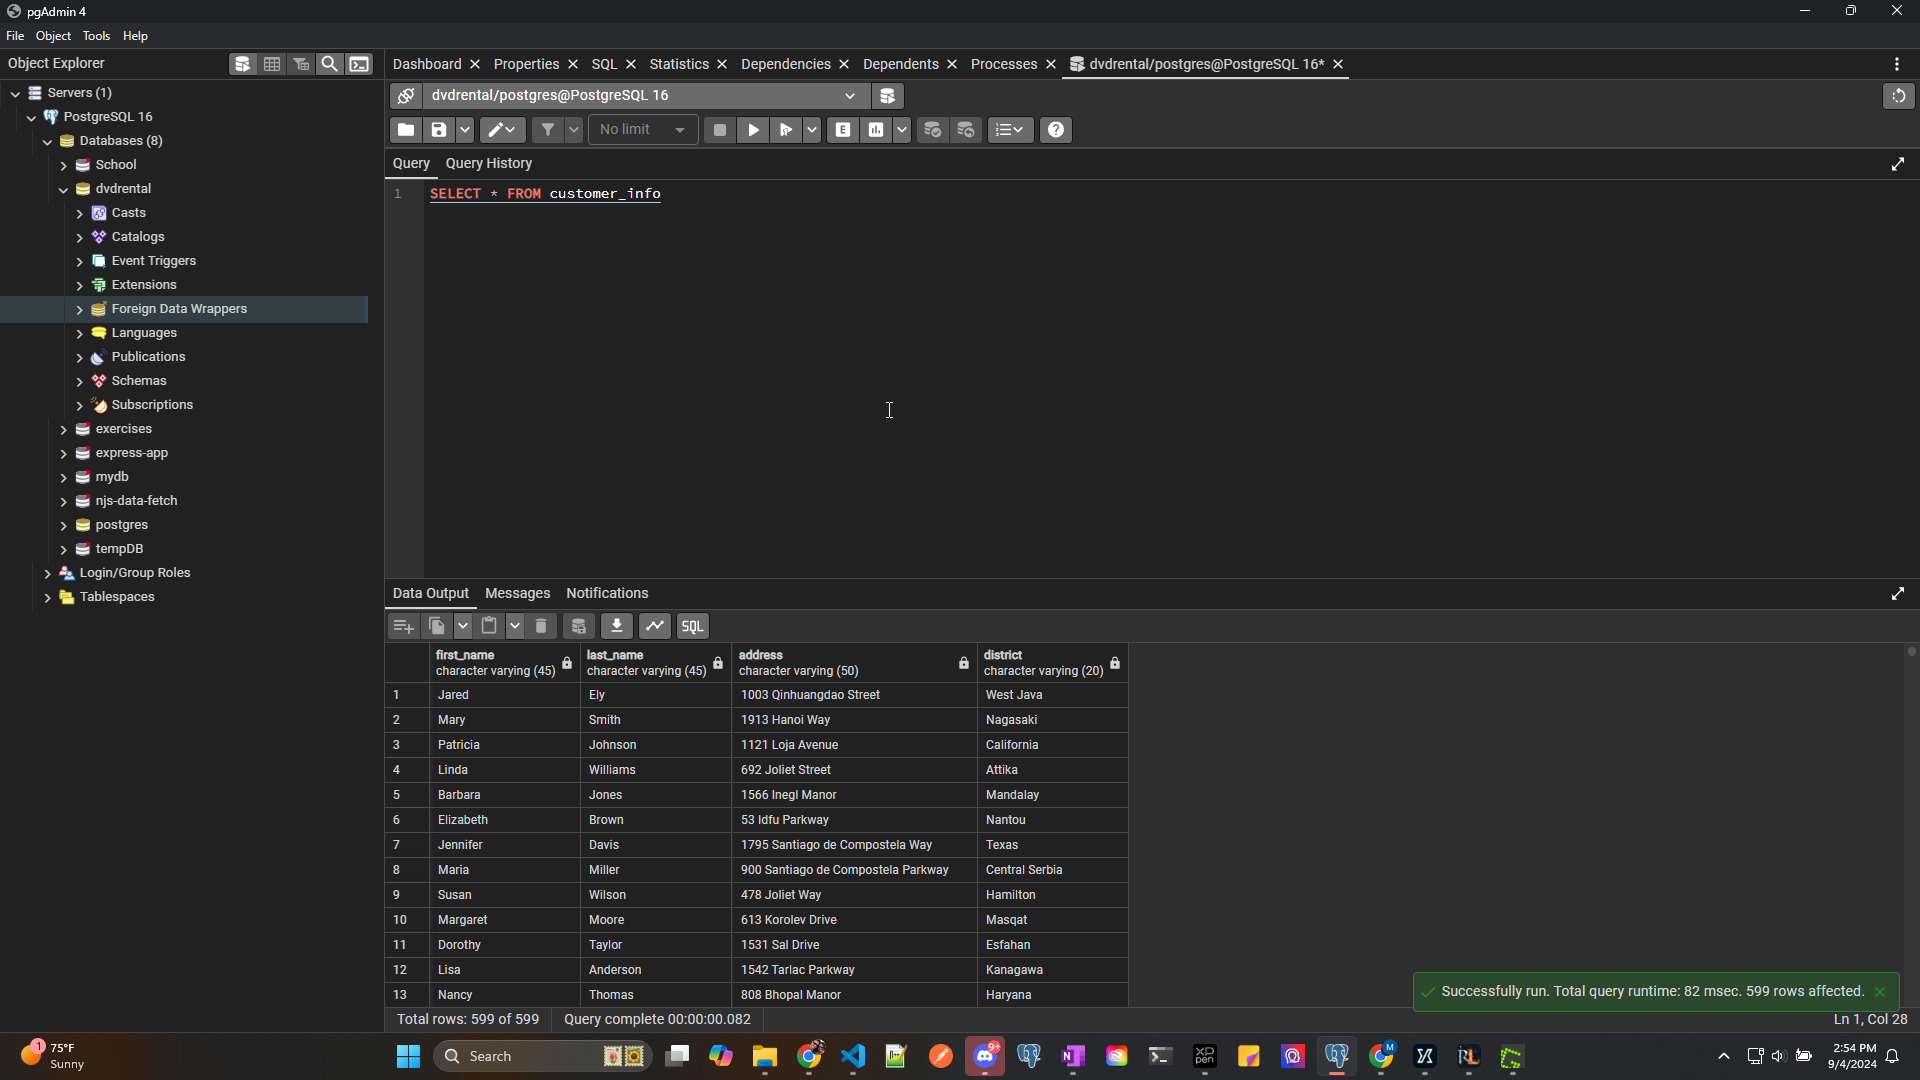 pgAdmin 4
File Object Tools Help
Object Explorer
Dashboard Properties SQL Statistics Dependencies Dependents Processes dvdrental/postgres@PostgreSQL 16*
Servers (1)
PostgreSQL 16
Databases (8)
School
dvdrental
Casts
Catalogs
Event Triggers
Extensions
Foreign Data Wrappers
Languages
Publications
Schemas
Subscriptions
exercises
express-app
mydb
njs-data-fetch
postgres
tempDB
Login/Group Roles
Tablespaces
dvdrental/postgres@PostgreSQL 16
No limit
E
Query Query History
1 SELECT * FROM customer_info
Data Output Messages Notifications
SQL
first_name last_name address district
character varying (45) character varying (45) character varying (50) character varying (20)
1 Jared Ely 1003 Qinhuangdao Street West Java
2 Mary Smith 1913 Hanoi Way Nagasaki
3 Patricia Johnson 1121 Loja Avenue California
4 Linda Williams 692 Joliet Street Attika
5 Barbara Jones 1566 Inegl Manor Mandalay
6 Elizabeth Brown 53 Idfu Parkway Nantou
7 Jennifer Davis 1795 Santiago de Compostela Way Texas
8 Maria Miller 900 Santiago de Compostela Parkway Central Serbia
9 Susan Wilson 478 Joliet Way Hamilton
10 Margaret Moore 613 Korolev Drive Masqat
11 Dorothy Taylor 1531 Sal Drive Esfahan
12 Lisa Anderson 1542 Tarlac Parkway Kanagawa
13 Nancy Thomas 808 Bhopal Manor Haryana
Successfully run. Total query runtime: 82 msec. 599 rows affected.
Total rows: 599 of 599 Query complete 00:00:00.082 Ln 1, Col 28
1
75°F
Sunny
Search
9+
XP
pen
M
2:54 PM
9/4/2024